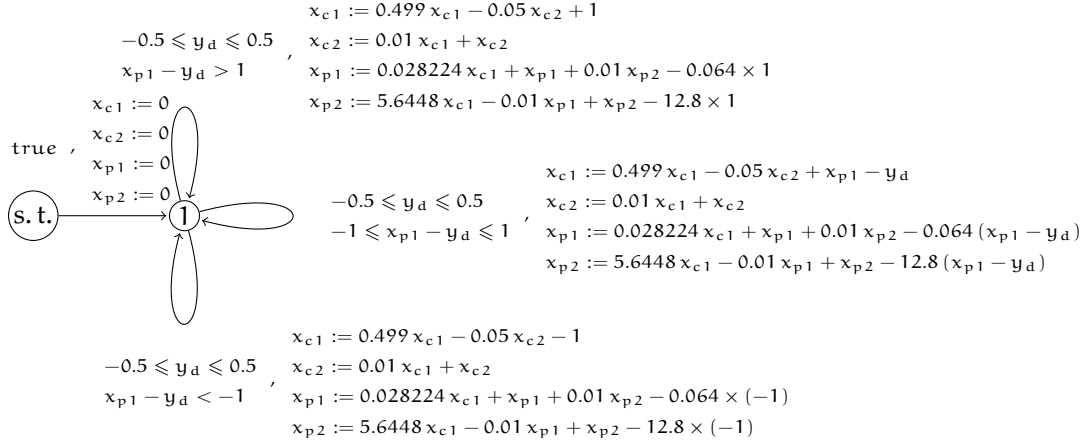 x_{c1} := 0.499 x_{c1} − 0.05 x_{c2} + 1
−0.5 ⩽ y_d ⩽ 0.5 , x_{c2} := 0.01 x_{c1} + x_{c2}
x_{p1} − y_d > 1 x_{p1} := 0.028224 x_{c1} + x_{p1} + 0.01 x_{p2} − 0.064 × 1
x_{p2} := 5.6448 x_{c1} − 0.01 x_{p1} + x_{p2} − 12.8 × 1
x_{c1} := 0
x_{c2} := 0
true , x_{p1} := 0
x_{p2} := 0
s. t. 1
x_{c1} := 0.499 x_{c1} − 0.05 x_{c2} + x_{p1} − y_d
−0.5 ⩽ y_d ⩽ 0.5 , x_{c2} := 0.01 x_{c1} + x_{c2}
−1 ⩽ x_{p1} − y_d ⩽ 1 x_{p1} := 0.028224 x_{c1} + x_{p1} + 0.01 x_{p2} − 0.064 (x_{p1} − y_d)
x_{p2} := 5.6448 x_{c1} − 0.01 x_{p1} + x_{p2} − 12.8 (x_{p1} − y_d)
x_{c1} := 0.499 x_{c1} − 0.05 x_{c2} − 1
−0.5 ⩽ y_d ⩽ 0.5 , x_{c2} := 0.01 x_{c1} + x_{c2}
x_{p1} − y_d < −1 x_{p1} := 0.028224 x_{c1} + x_{p1} + 0.01 x_{p2} − 0.064 × (−1)
x_{p2} := 5.6448 x_{c1} − 0.01 x_{p1} + x_{p2} − 12.8 × (−1)